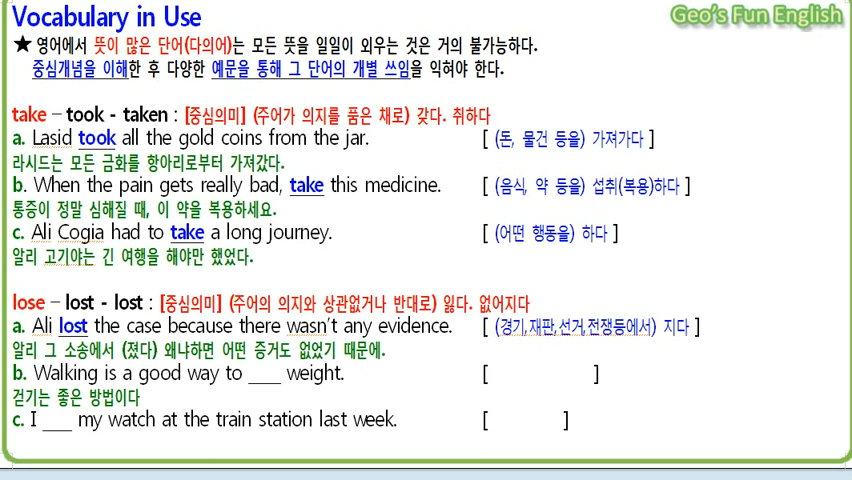 Vocabulary in Use
Geo's Fun English
★ 영어에서 뜻이 많은 단어(다의어)는 모든 뜻을 일일이 외우는 것은 거의 불가능하다.
중심개념을 이해한 후 다양한 예문을 통해 그 단어의 개별 쓰임을 익혀야 한다.
take – took - taken : [중심의미] (주어가 의지를 품은 채로) 갖다. 취하다
a. Lasid took all the gold coins from the jar. [ (돈, 물건 등을) 가져가다 ]
라시드는 모든 금화를 항아리로부터 가져갔다.
b. When the pain gets really bad, take this medicine. [ (음식, 약 등을) 섭취(복용)하다 ]
통증이 정말 심해질 때, 이 약을 복용하세요.
c. Ali Cogia had to take a long journey. [ (어떤 행동을) 하다 ]
알리 고기야는 긴 여행을 해야만 했었다.
lose – lost - lost : [중심의미] (주어의 의지와 상관없거나 반대로) 잃다. 없어지다
a. Ali lost the case because there wasn't any evidence. [ (경기,재판,선거,전쟁등에서) 지다 ]
알리 그 소송에서 (졌다) 왜냐하면 어떤 증거도 없었기 때문에.
b. Walking is a good way to ___ weight. [ ]
걷기는 좋은 방법이다
c. I ___ my watch at the train station last week. [ ]